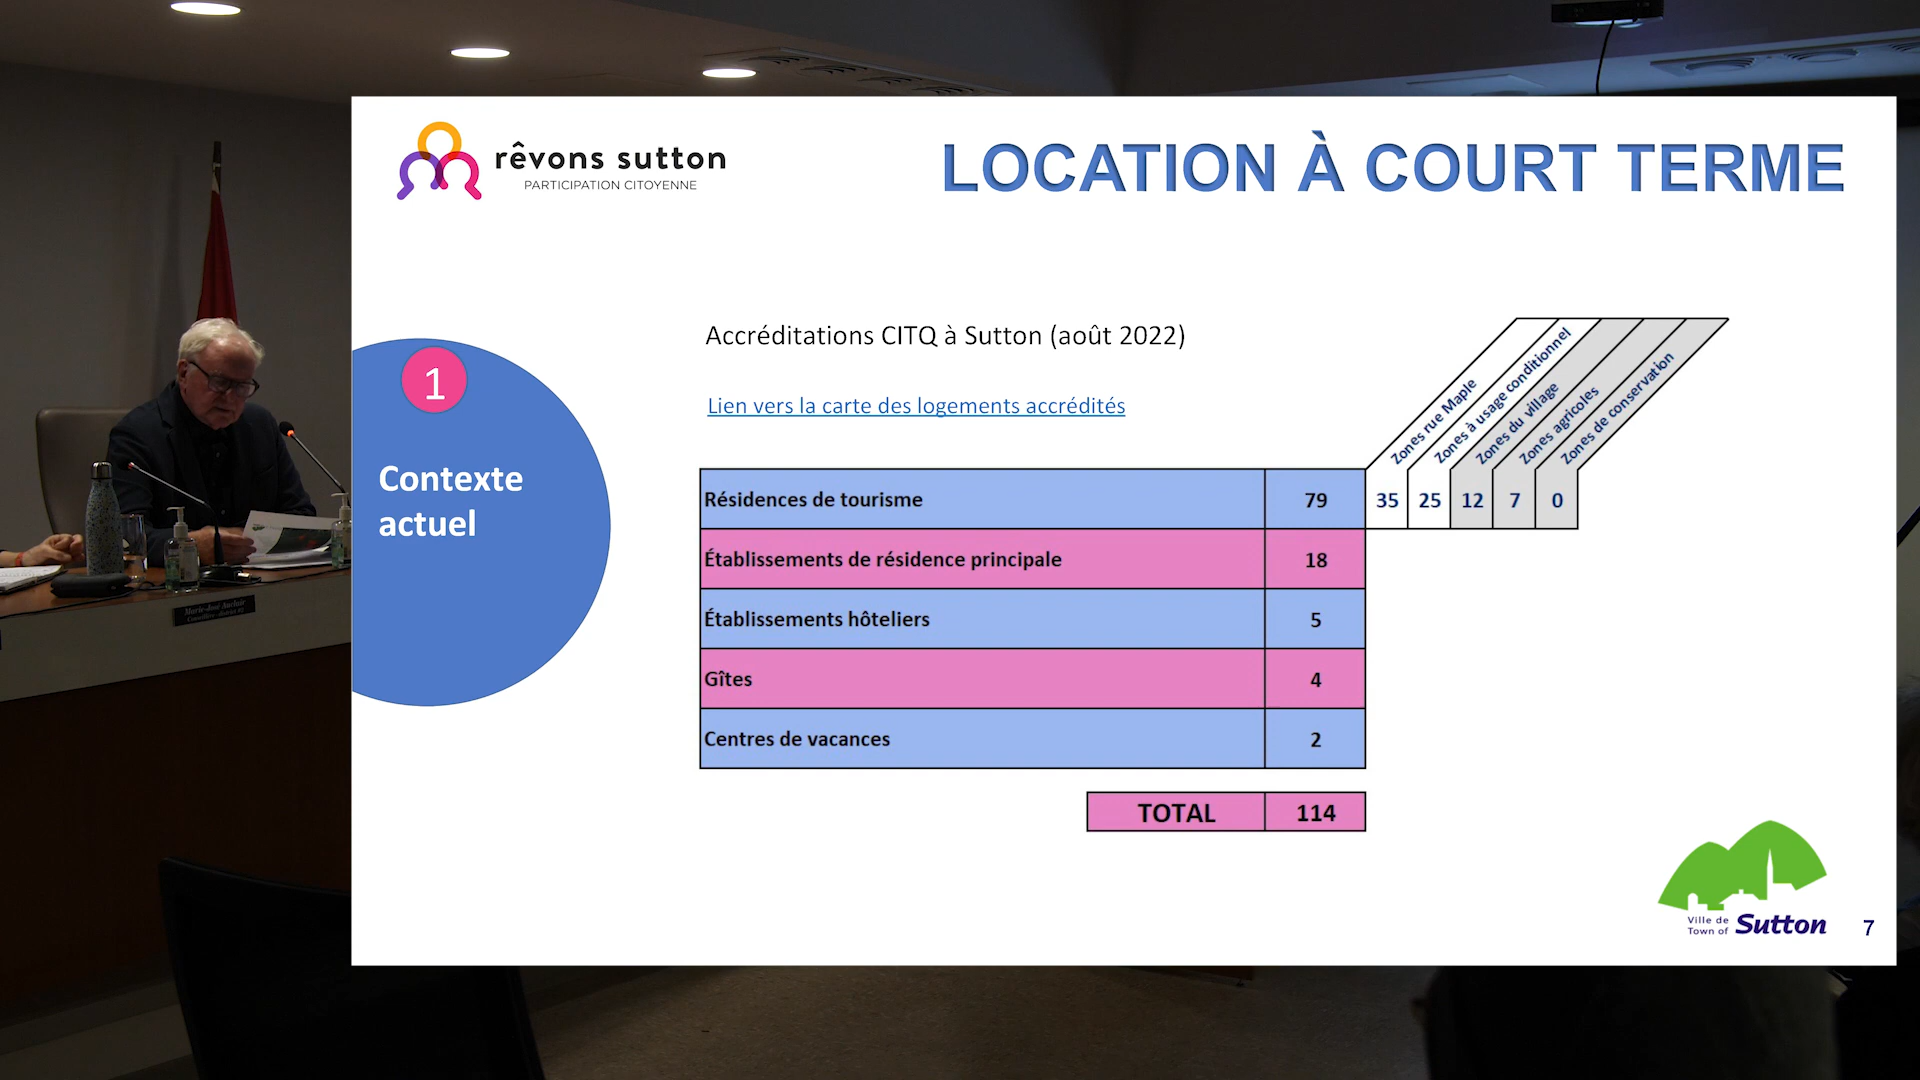 rêvons sutton
PARTICIPATION CITOYENNE
LOCATION À COURT TERME
1
Contexte
actuel
Accréditations CITQ à Sutton (août 2022)
Lien vers la carte des logements accrédités
Zones rue Maple
Zones à usage conditionnel
Zones du village
Zones agricoles
Zones de conservation
Résidences de tourisme 79 35 25 12 7 0
Établissements de résidence principale 18
Établissements hôteliers 5
Gîtes 4
Centres de vacances 2
TOTAL 114
Ville de
Town of Sutton
7
Marie-José Auclair